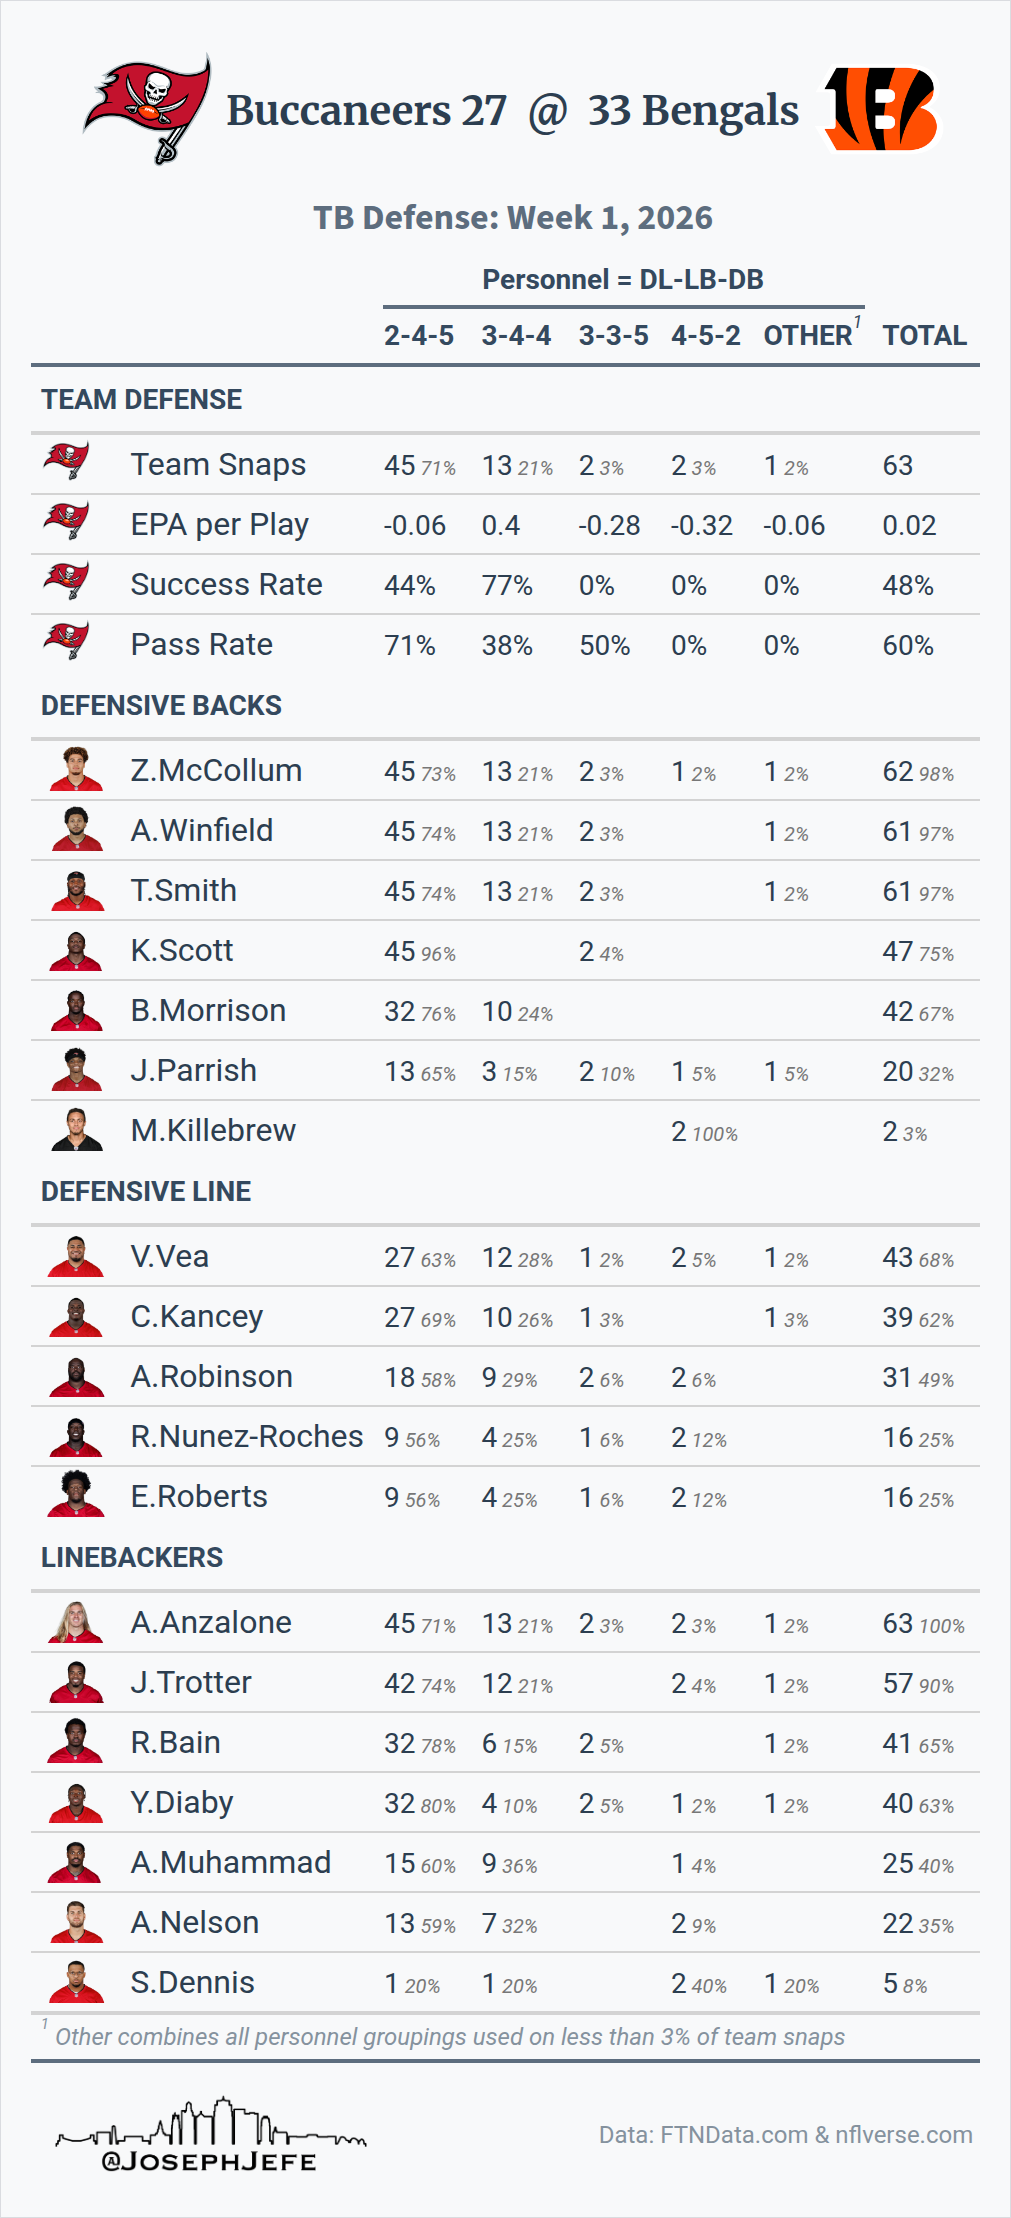 Buccaneers 27 @ 33 Bengals
TB Defense: Week 1, 2026
Personnel = DL-LB-DB
2-4-5 3-4-4 3-3-5 4-5-2 OTHER1 TOTAL
TEAM DEFENSE
Team Snaps 45 71% 13 21% 2 3% 2 3% 1 2% 63
EPA per Play -0.06 0.4 -0.28 -0.32 -0.06 0.02
Success Rate 44% 77% 0% 0% 0% 48%
Pass Rate 71% 38% 50% 0% 0% 60%
DEFENSIVE BACKS
Z.McCollum 45 73% 13 21% 2 3% 1 2% 1 2% 62 98%
A.Winfield 45 74% 13 21% 2 3% 1 2% 61 97%
T.Smith 45 74% 13 21% 2 3% 1 2% 61 97%
K.Scott 45 96% 2 4% 47 75%
B.Morrison 32 76% 10 24% 42 67%
J.Parrish 13 65% 3 15% 2 10% 1 5% 1 5% 20 32%
M.Killebrew 2 100% 2 3%
DEFENSIVE LINE
V.Vea 27 63% 12 28% 1 2% 2 5% 1 2% 43 68%
C.Kancey 27 69% 10 26% 1 3% 1 3% 39 62%
A.Robinson 18 58% 9 29% 2 6% 2 6% 31 49%
R.Nunez-Roches 9 56% 4 25% 1 6% 2 12% 16 25%
E.Roberts 9 56% 4 25% 1 6% 2 12% 16 25%
LINEBACKERS
A.Anzalone 45 71% 13 21% 2 3% 2 3% 1 2% 63 100%
J.Trotter 42 74% 12 21% 2 4% 1 2% 57 90%
R.Bain 32 78% 6 15% 2 5% 1 2% 41 65%
Y.Diaby 32 80% 4 10% 2 5% 1 2% 1 2% 40 63%
A.Muhammad 15 60% 9 36% 1 4% 25 40%
A.Nelson 13 59% 7 32% 2 9% 22 35%
S.Dennis 1 20% 1 20% 2 40% 1 20% 5 8%
1 Other combines all personnel groupings used on less than 3% of team snaps
@JosephJefe
Data: FTNData.com & nflverse.com